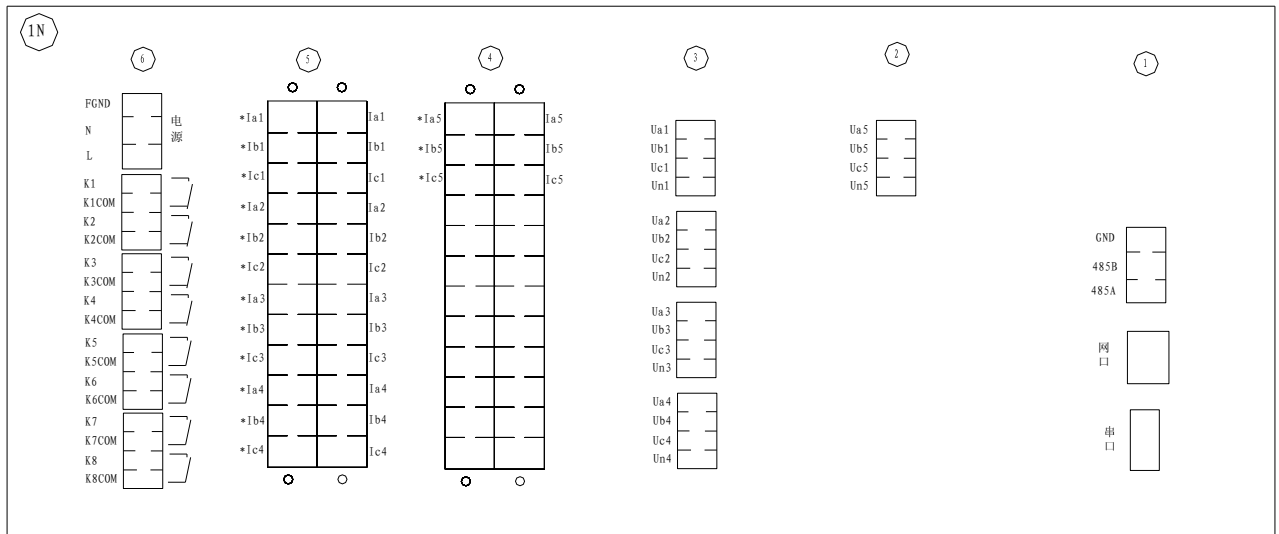 1N
6
5
4
3
2
1
FGND
N
L
电
源
K1
K1COM
K2
K2COM
K3
K3COM
K4
K4COM
K5
K5COM
K6
K6COM
K7
K7COM
K8
K8COM
*Ia1 Ia1
*Ib1 Ib1
*Ic1 Ic1
*Ia2 Ia2
*Ib2 Ib2
*Ic2 Ic2
*Ia3 Ia3
*Ib3 Ib3
*Ic3 Ic3
*Ia4 Ia4
*Ib4 Ib4
*Ic4 Ic4
*Ia5 Ia5
*Ib5 Ib5
*Ic5 Ic5
Ua1
Ub1
Uc1
Un1
Ua2
Ub2
Uc2
Un2
Ua3
Ub3
Uc3
Un3
Ua4
Ub4
Uc4
Un4
Ua5
Ub5
Uc5
Un5
GND
485B
485A
网
口
串
口